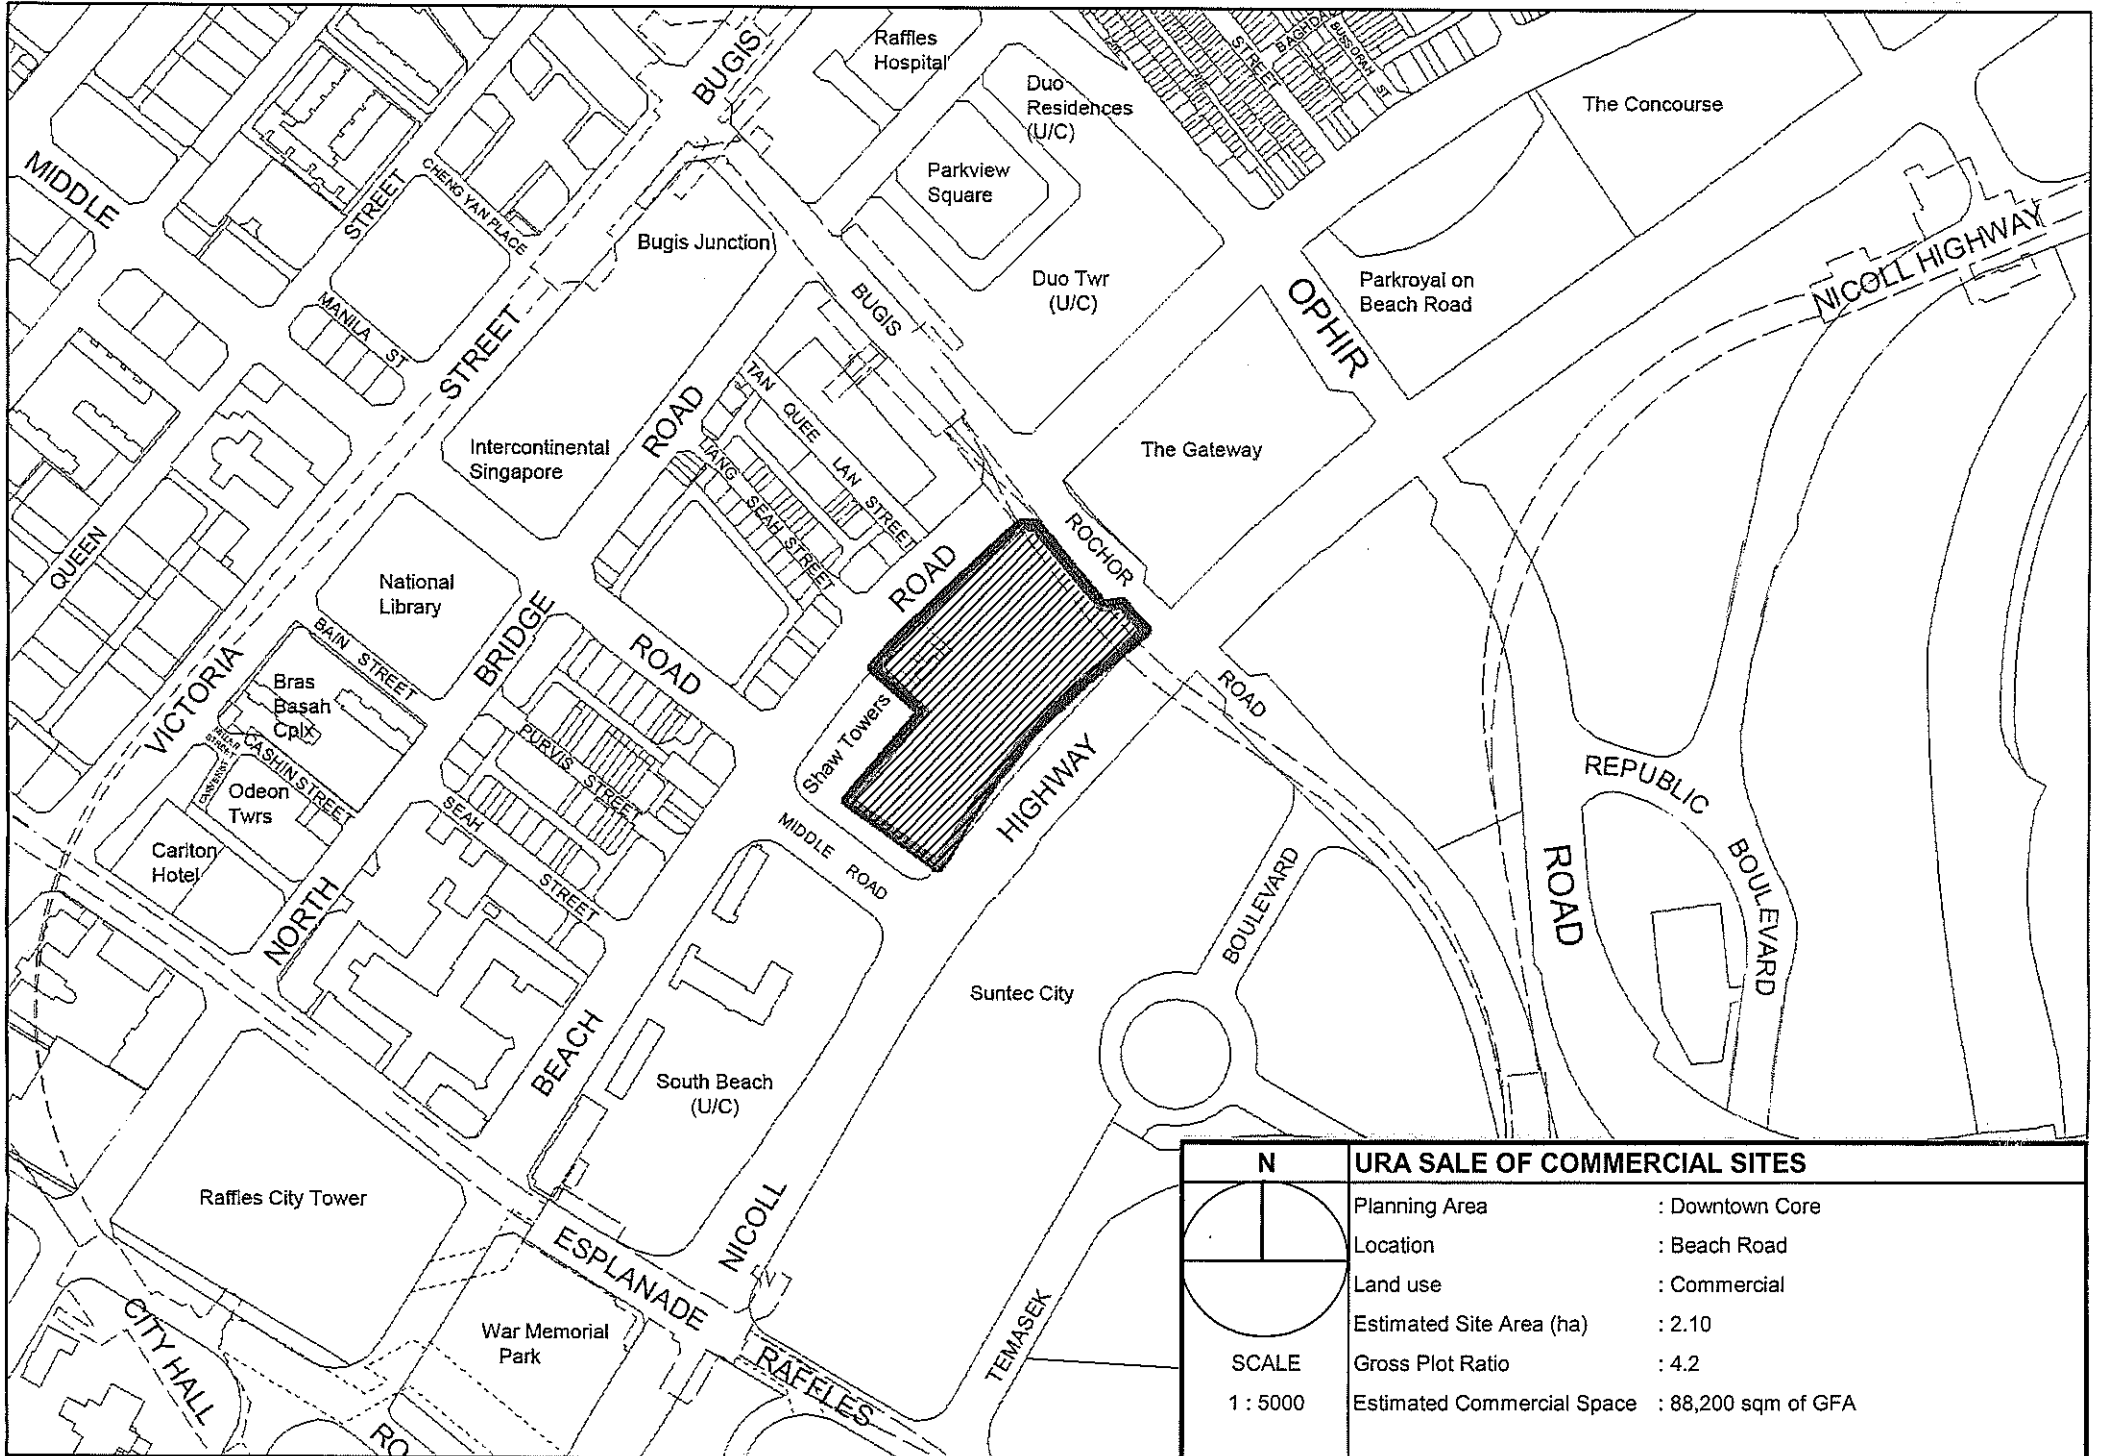 BUGIS
Raffles
Hospital
Duo
Residences
(U/C)
STREET
BAGHDAD
BUSSORAH
ST
The Concourse
MIDDLE
STREET
CHENG YAN PLACE
Parkview
Square
Bugis Junction
NICOLL HIGHWAY
Duo Twr
(U/C)
BUGIS
OPHIR
Parkroyal on
Beach Road
MANILA ST
STREET
TAN QUEE LAN STREET
ROAD
Intercontinental
Singapore
LIANG SEAH STREET
The Gateway
QUEEN
National
Library
ROAD
ROCHOR
BAIN STREET
BRIDGE
ROAD
VICTORIA
Bras
Basah
Cplx
CASHIN STREET
Shaw Towers
ROAD
PURVIS STREET
HIGHWAY
REPUBLIC
BOULEVARD
Odeon
Twrs
SEAH STREET
MIDDLE ROAD
Carlton
Hotel
BOULEVARD
ROAD
NORTH
Suntec City
BEACH
South Beach
(U/C)
Raffles City Tower
NICOLL
ESPLANADE
CITY HALL
War Memorial
Park
RAFFLES
TEMASEK
RO
N
SCALE
1 : 5000
URA SALE OF COMMERCIAL SITES
Planning Area : Downtown Core
Location : Beach Road
Land use : Commercial
Estimated Site Area (ha) : 2.10
Gross Plot Ratio : 4.2
Estimated Commercial Space : 88,200 sqm of GFA